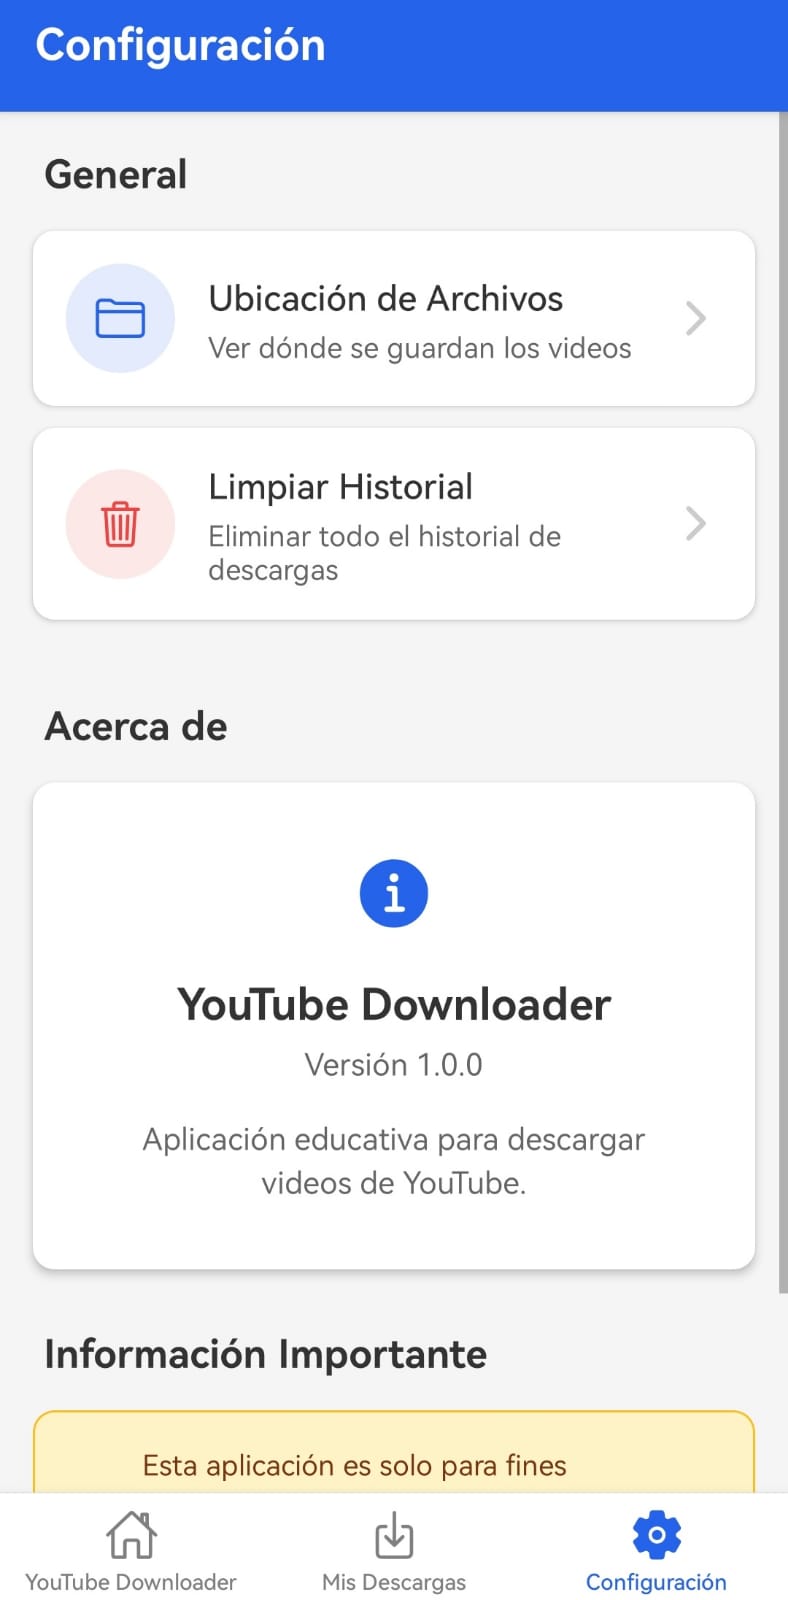 Configuración
General
Ubicación de Archivos
Ver dónde se guardan los videos
Limpiar Historial
Eliminar todo el historial de
descargas
Acerca de
YouTube Downloader
Versión 1.0.0
Aplicación educativa para descargar
videos de YouTube.
Información Importante
Esta aplicación es solo para fines
YouTube Downloader
Mis Descargas
Configuración